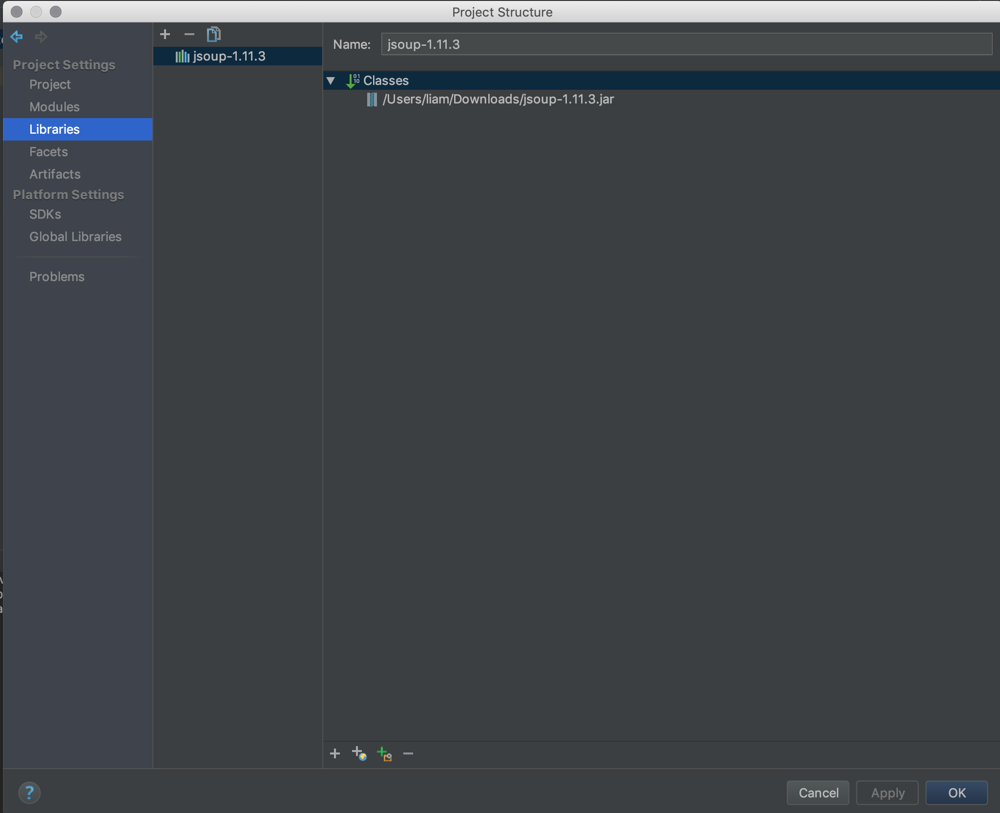 Project Structure
Project Settings
Project
Modules
Libraries
Facets
Artifacts
Platform Settings
SDKs
Global Libraries
Problems
jsoup-1.11.3
Name: jsoup-1.11.3
Classes
/Users/liam/Downloads/jsoup-1.11.3.jar
?
Cancel
Apply
OK